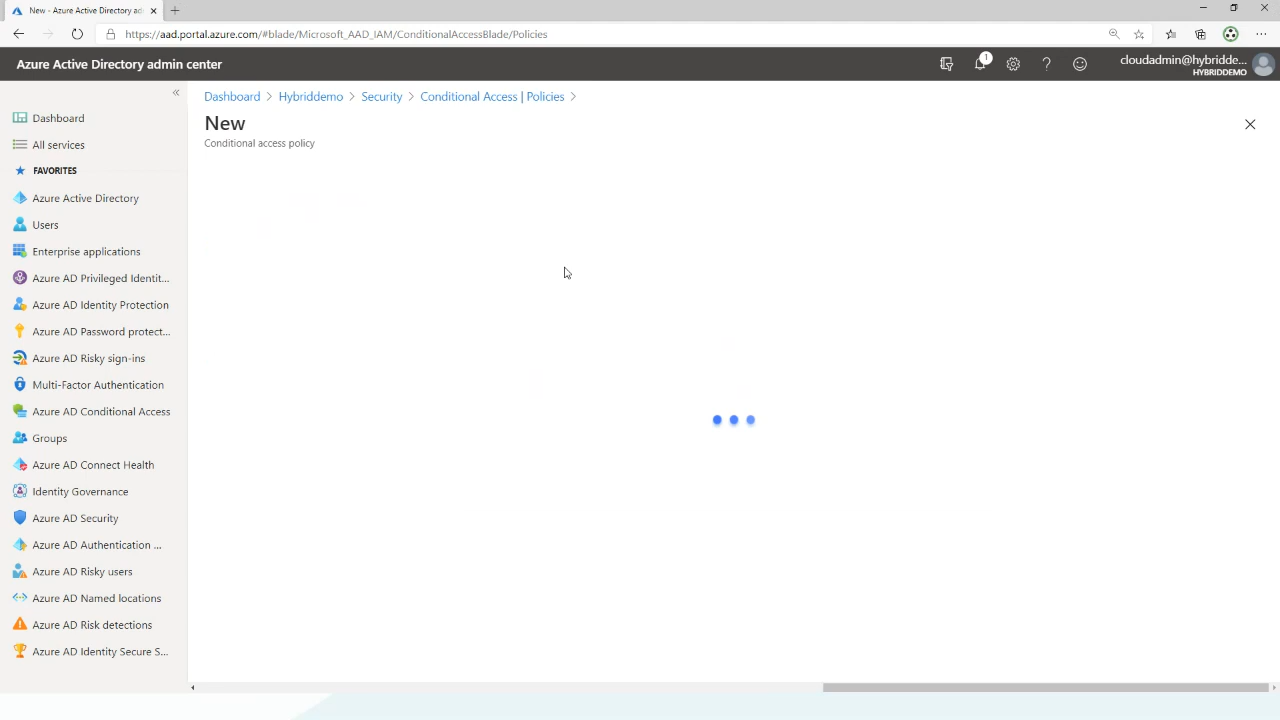 New - Azure Active Directory ad
https://aad.portal.azure.com/#blade/Microsoft_AAD_IAM/ConditionalAccessBlade/Policies
Azure Active Directory admin center
1
cloudadmin@hybridde...
HYBRIDDEMO
Dashboard > Hybriddemo > Security > Conditional Access | Policies >
New
Conditional access policy
Dashboard
All services
FAVORITES
Azure Active Directory
Users
Enterprise applications
Azure AD Privileged Identit...
Azure AD Identity Protection
Azure AD Password protect...
Azure AD Risky sign-ins
Multi-Factor Authentication
Azure AD Conditional Access
Groups
Azure AD Connect Health
Identity Governance
Azure AD Security
Azure AD Authentication ...
Azure AD Risky users
Azure AD Named locations
Azure AD Risk detections
Azure AD Identity Secure S...